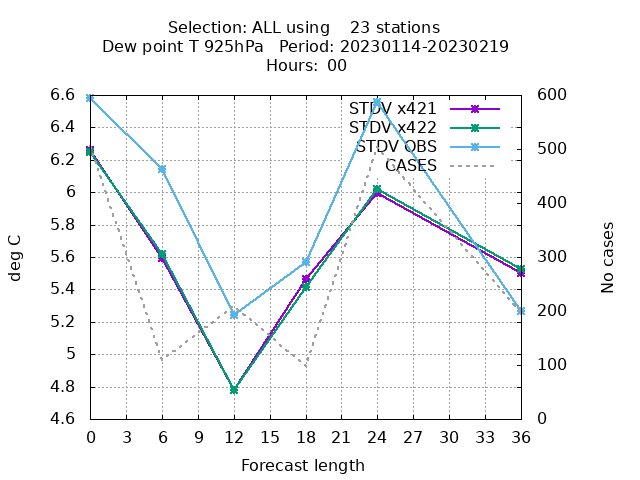 Selection: ALL using    23 stations
Dew point T 925hPa   Period: 20230114-20230219
Hours: 00
6.6
6.4
6.2
6
5.8
5.6
5.4
5.2
5
4.8
4.6
deg C
STDV x421
STDV x422
STDV OBS
CASES
600
500
400
300
200
100
0
No cases
0 3 6 9 12 15 18 21 24 27 30 33 36
Forecast length